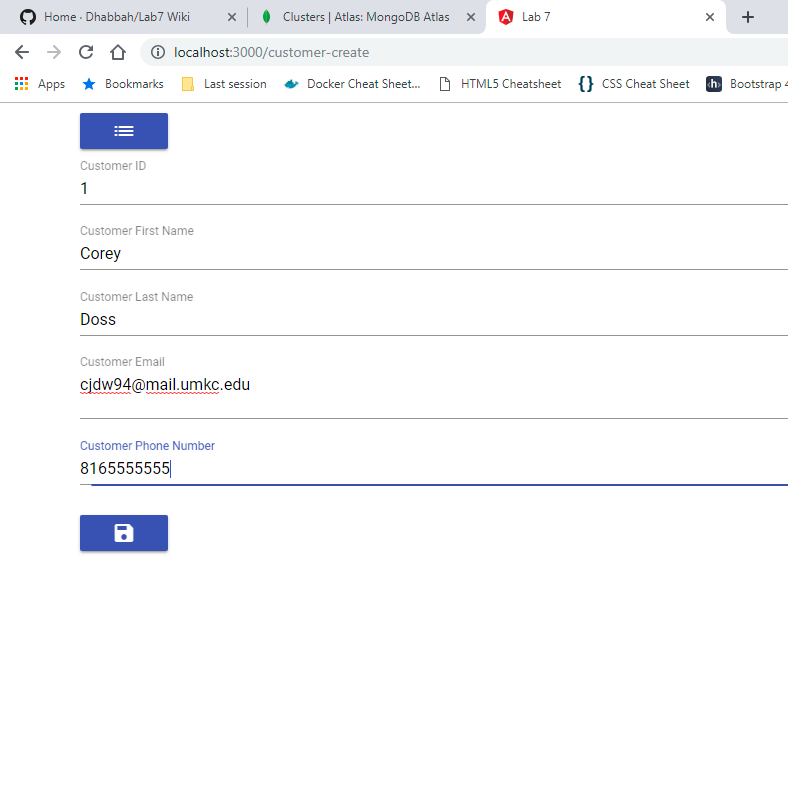 Home · Dhabbah/Lab7 Wiki
Clusters | Atlas: MongoDB Atlas
Lab 7
localhost:3000/customer-create
Apps
Bookmarks
Last session
Docker Cheat Sheet...
HTML5 Cheatsheet
{} CSS Cheat Sheet
<h> Bootstrap 4
Customer ID
1
Customer First Name
Corey
Customer Last Name
Doss
Customer Email
cjdw94@mail.umkc.edu
Customer Phone Number
8165555555